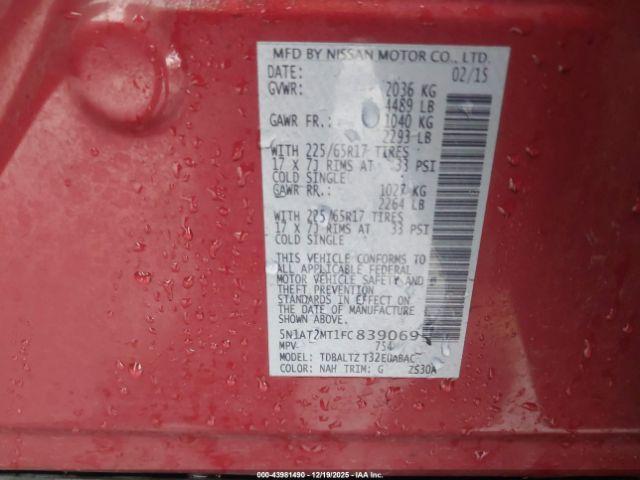 MFD BY NISSAN MOTOR CO., LTD.
DATE: 02/15
GVWR: 2036 KG
4489 LB
GAWR FR.: 1040 KG
2293 LB
WITH 225/65R17 TIRES
17 X 7J RIMS AT 33 PSI
COLD SINGLE
GAWR RR.: 1027 KG
2264 LB
WITH 225/65R17 TIRES
17 X 7J RIMS AT 33 PSI
COLD SINGLE
THIS VEHICLE CONFORMS TO
ALL APPLICABLE FEDERAL
MOTOR VEHICLE SAFETY AND
THEFT PREVENTION
STANDARDS IN EFFECT ON
THE DATE OF MANUFACTURE
SHOWN ABOVE.
MPV 754
MODEL: TDBALTZ T32EUABAC
COLOR: NAH TRIM: G ZS30A
000-43981490 - 12/19/2025 - IAA Inc.